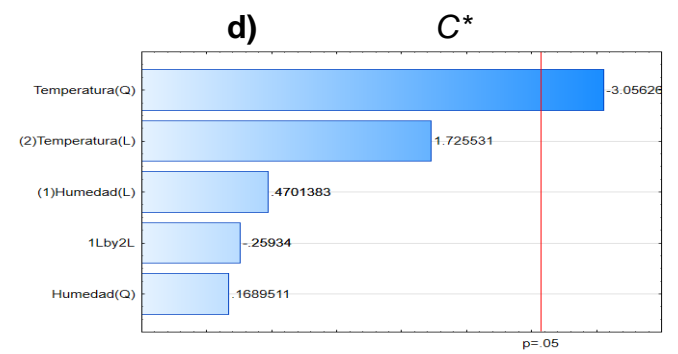 d) C*
Temperatura(Q) -3.05626
(2)Temperatura(L) 1.725531
(1)Humedad(L) .4701383
1Lby2L -.25934
Humedad(Q) .1689511
p=.05